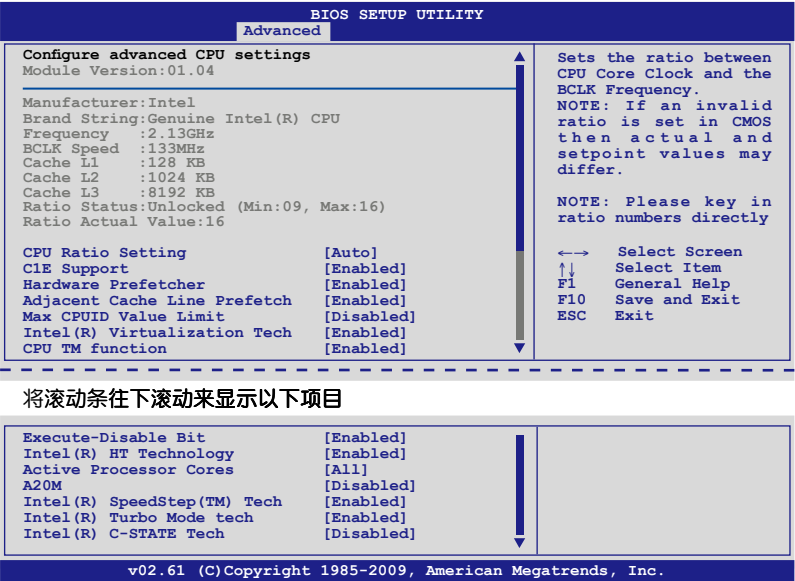 BIOS SETUP UTILITY
Advanced
Configure advanced CPU settings
Module Version:01.04
Manufacturer:Intel
Brand String:Genuine Intel(R) CPU
Frequency :2.13GHz
BCLK Speed :133MHz
Cache L1 :128 KB
Cache L2 :1024 KB
Cache L3 :8192 KB
Ratio Status:Unlocked (Min:09, Max:16)
Ratio Actual Value:16
CPU Ratio Setting [Auto]
C1E Support [Enabled]
Hardware Prefetcher [Enabled]
Adjacent Cache Line Prefetch [Enabled]
Max CPUID Value Limit [Disabled]
Intel(R) Virtualization Tech [Enabled]
CPU TM function [Enabled]
Sets the ratio between
CPU Core Clock and the
BCLK Frequency.
NOTE: If an invalid
ratio is set in CMOS
then actual and
setpoint values may
differ.
NOTE: Please key in
ratio numbers directly
←→ Select Screen
↑↓ Select Item
F1 General Help
F10 Save and Exit
ESC Exit
将滚动条往下滚动来显示以下项目
Execute-Disable Bit [Enabled]
Intel(R) HT Technology [Enabled]
Active Processor Cores [All]
A20M [Disabled]
Intel(R) SpeedStep(TM) Tech [Enabled]
Intel(R) Turbo Mode tech [Enabled]
Intel(R) C-STATE Tech [Disabled]
v02.61 (C)Copyright 1985-2009, American Megatrends, Inc.